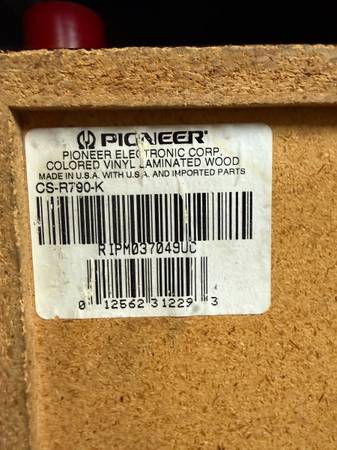 PIONEER
PIONEER ELECTRONIC CORP.
COLORED VINYL LAMINATED WOOD
MADE IN U.S.A. WITH U.S.A. AND IMPORTED PARTS
CS-R790-K
RIPM037049UC
0 12562 31229 3